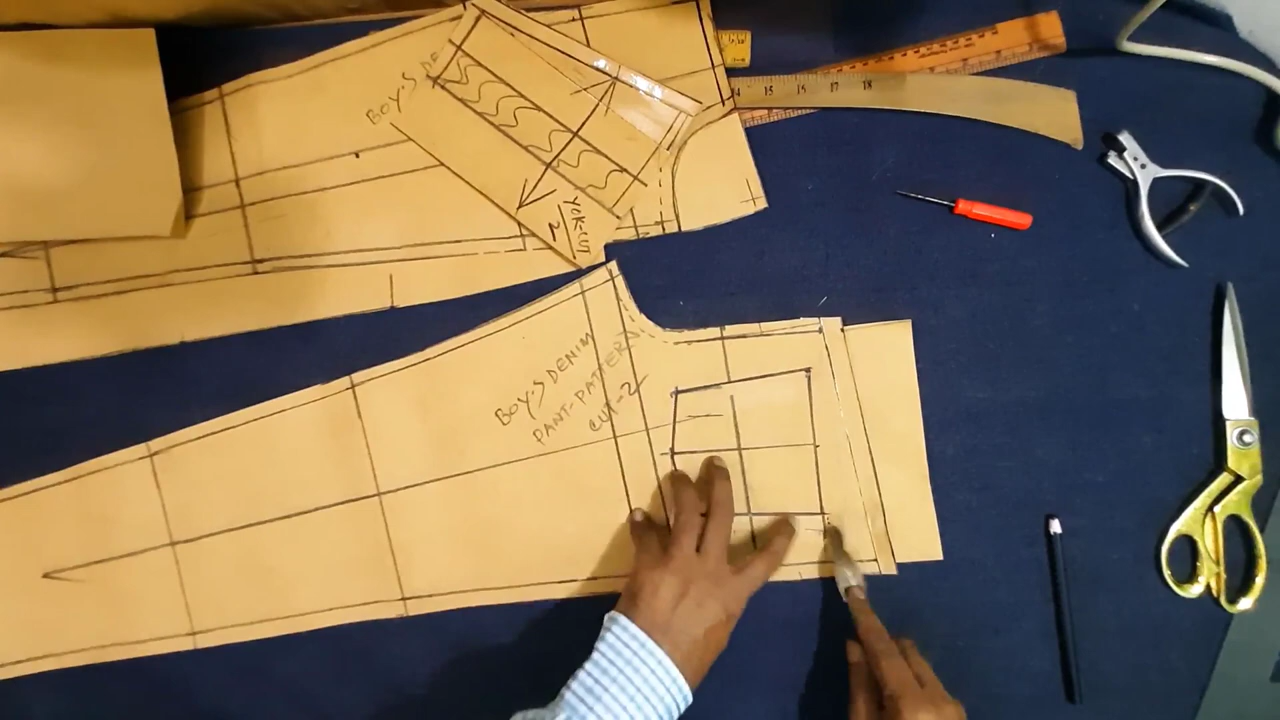 BOY.S DE
YOK-CUT
2
14 15 16 17 18
BOY.S DENIM
PANT-PATTERN
CUT-2